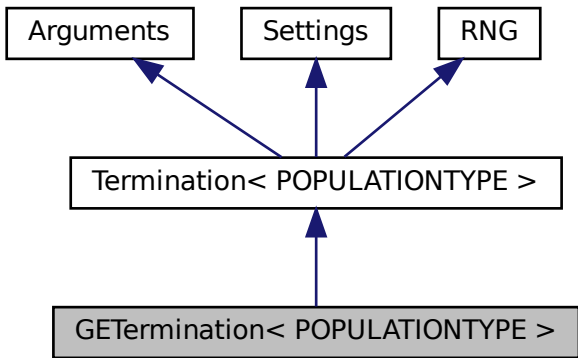 Arguments
Settings
RNG
Termination< POPULATIONTYPE >
GETermination< POPULATIONTYPE >